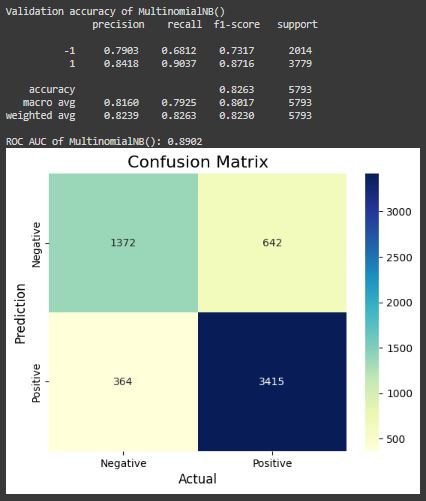 Validation accuracy of MultinomialNB()
precision recall f1-score support
-1 0.7903 0.6812 0.7317 2014
1 0.8418 0.9037 0.8716 3779
accuracy 0.8263 5793
macro avg 0.8160 0.7925 0.8017 5793
weighted avg 0.8239 0.8263 0.8230 5793
ROC AUC of MultinomialNB(): 0.8902
Confusion Matrix
Prediction
Negative
1372 642
Positive
364 3415
Negative Positive
Actual
3000
2500
2000
1500
1000
500